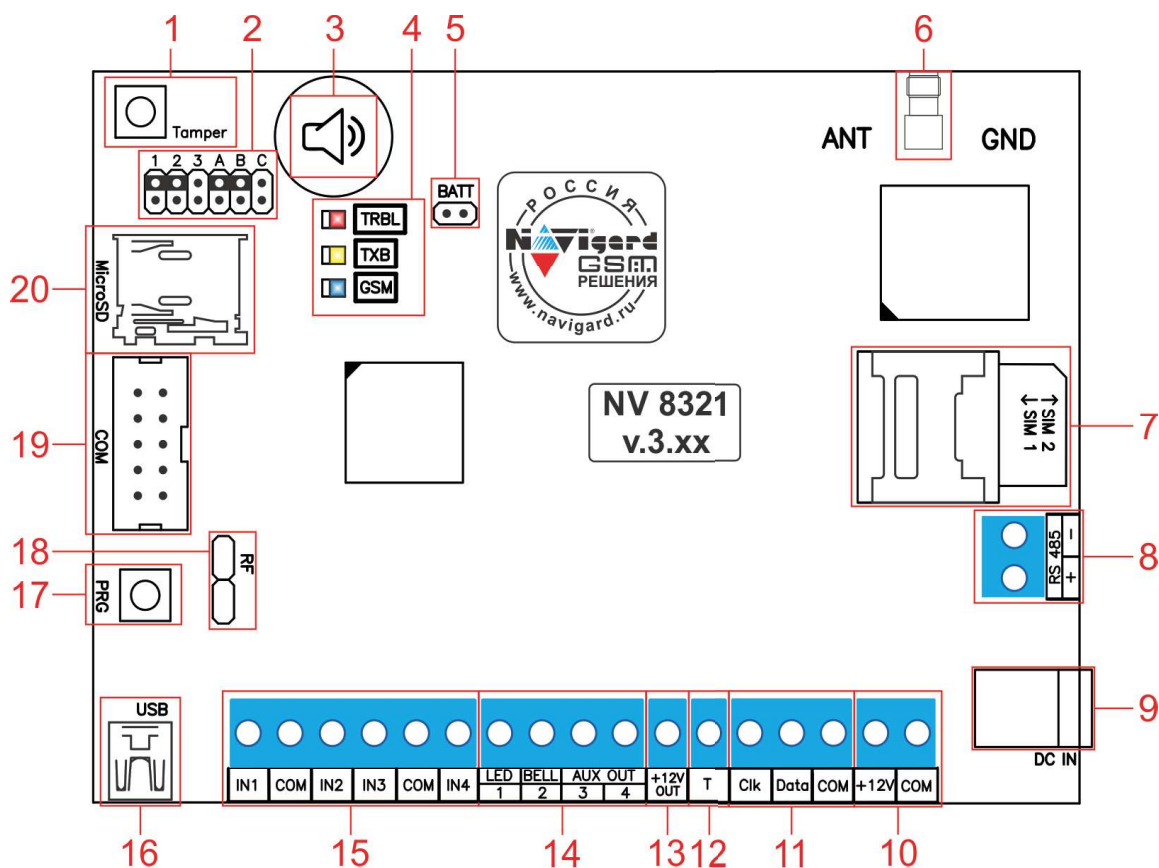 1 2 3 4 5 6
Tamper
1 2 3 A B C
BATT
TRBL
TXB
GSM
РОССИЯ
Navigard®
GSM
РЕШЕНИЯ
www.navigard.ru
ANT GND
20
MicroSD
19
COM
NV 8321
v.3.xx
SIM 2
SIM 1
7
18
RF
17
PRG
RS 485
- +
8
9
DC IN
USB
IN1 COM IN2 IN3 COM IN4
LED BELL AUX OUT
1 2 3 4
+12V
OUT
T
Clk Data COM
+12V COM
16 15 14 13 12 11 10